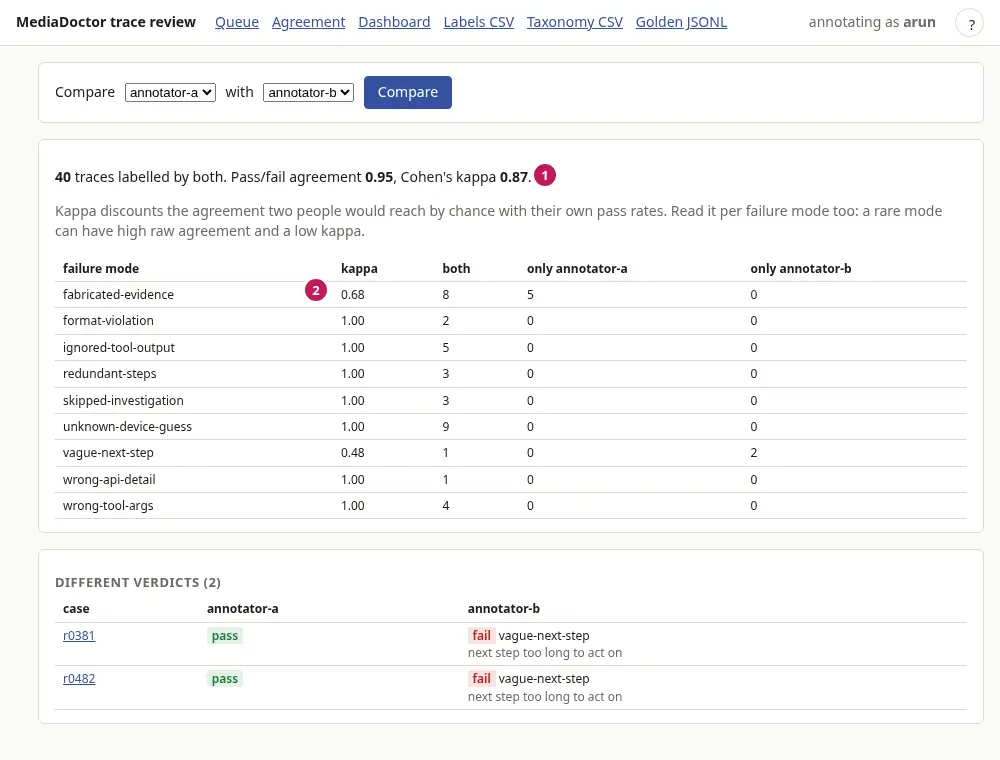 MediaDoctor trace review Queue Agreement Dashboard Labels CSV Taxonomy CSV Golden JSONL annotating as arun ?
Compare annotator-a with annotator-b Compare
40 traces labelled by both. Pass/fail agreement 0.95, Cohen's kappa 0.87. 1
Kappa discounts the agreement two people would reach by chance with their own pass rates. Read it per failure mode too: a rare mode
can have high raw agreement and a low kappa.
failure mode kappa both only annotator-a only annotator-b
fabricated-evidence 2 0.68 8 5 0
format-violation 1.00 2 0 0
ignored-tool-output 1.00 5 0 0
redundant-steps 1.00 3 0 0
skipped-investigation 1.00 3 0 0
unknown-device-guess 1.00 9 0 0
vague-next-step 0.48 1 0 2
wrong-api-detail 1.00 1 0 0
wrong-tool-args 1.00 4 0 0
DIFFERENT VERDICTS (2)
case annotator-a annotator-b
r0381 pass fail vague-next-step
next step too long to act on
r0482 pass fail vague-next-step
next step too long to act on